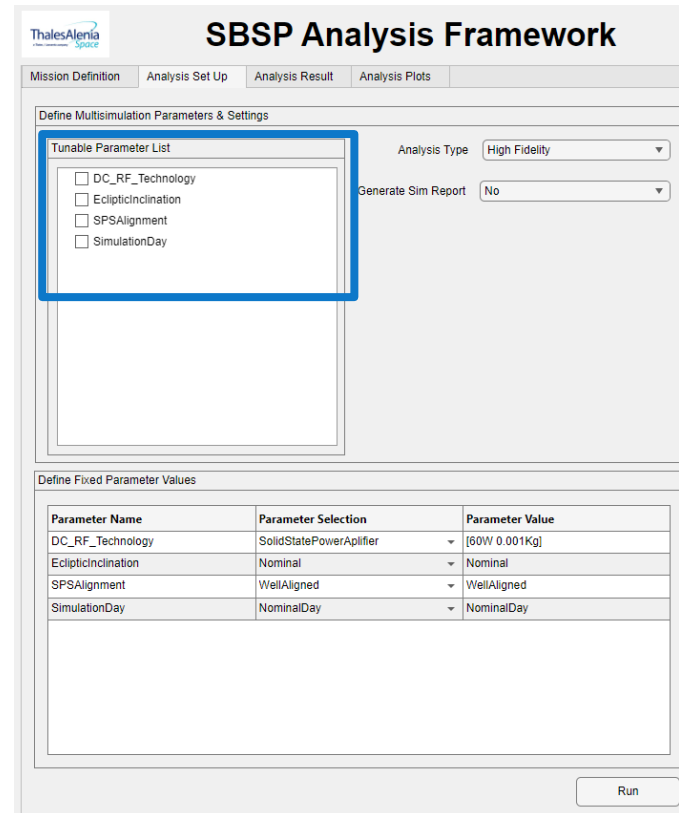 ThalesAlenia
Space
SBSP Analysis Framework
Mission Definition Analysis Set Up Analysis Result Analysis Plots
Define Multisimulation Parameters & Settings
Tunable Parameter List
Analysis Type High Fidelity
DC_RF_Technology
Generate Sim Report No
EclipticInclination
SPSAlignment
SimulationDay
Define Fixed Parameter Values
Parameter Name Parameter Selection Parameter Value
DC_RF_Technology SolidStatePowerAplifier [60W 0.001Kg]
EclipticInclination Nominal Nominal
SPSAlignment WellAligned WellAligned
SimulationDay NominalDay NominalDay
Run